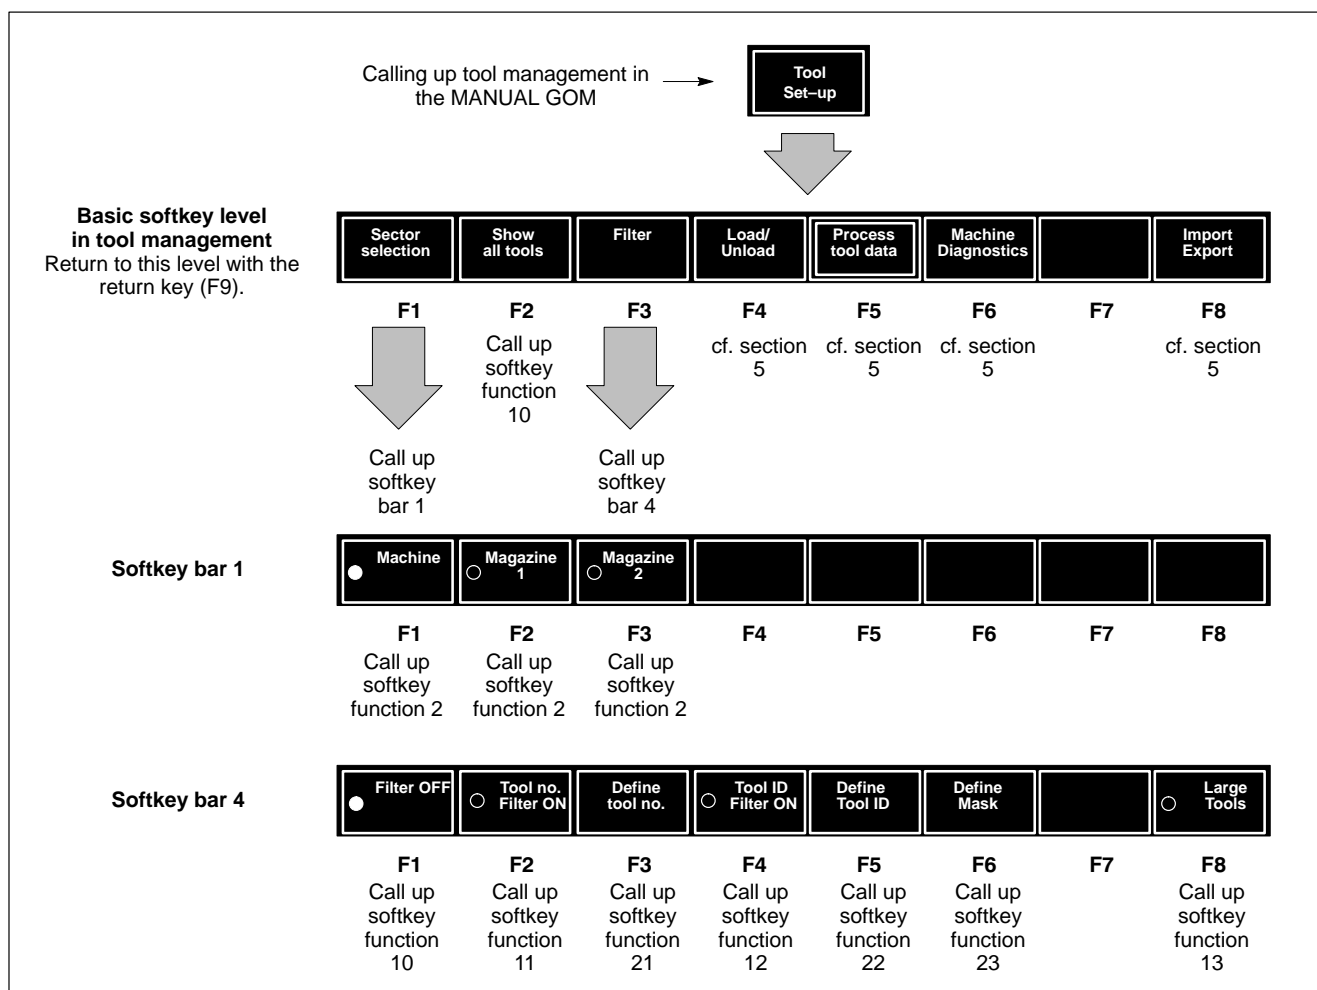 Calling up tool management in
the MANUAL GOM
Tool
Set–up
Basic softkey level
in tool management
Return to this level with the
return key (F9).
Sector
selection
Show
all tools
Filter
Load/
Unload
Process
tool data
Machine
Diagnostics
Import
Export
F1
F2
F3
F4
F5
F6
F7
F8
Call up
softkey
function
10
cf. section
5
cf. section
5
cf. section
5
cf. section
5
Call up
softkey
bar 1
Call up
softkey
bar 4
Softkey bar 1
Machine
Magazine
1
Magazine
2
F1
F2
F3
F4
F5
F6
F7
F8
Call up
softkey
function 2
Call up
softkey
function 2
Call up
softkey
function 2
Softkey bar 4
Filter OFF
Tool no.
Filter ON
Define
tool no.
Tool ID
Filter ON
Define
Tool ID
Define
Mask
Large
Tools
F1
F2
F3
F4
F5
F6
F7
F8
Call up
softkey
function
10
Call up
softkey
function
11
Call up
softkey
function
21
Call up
softkey
function
12
Call up
softkey
function
22
Call up
softkey
function
23
Call up
softkey
function
13